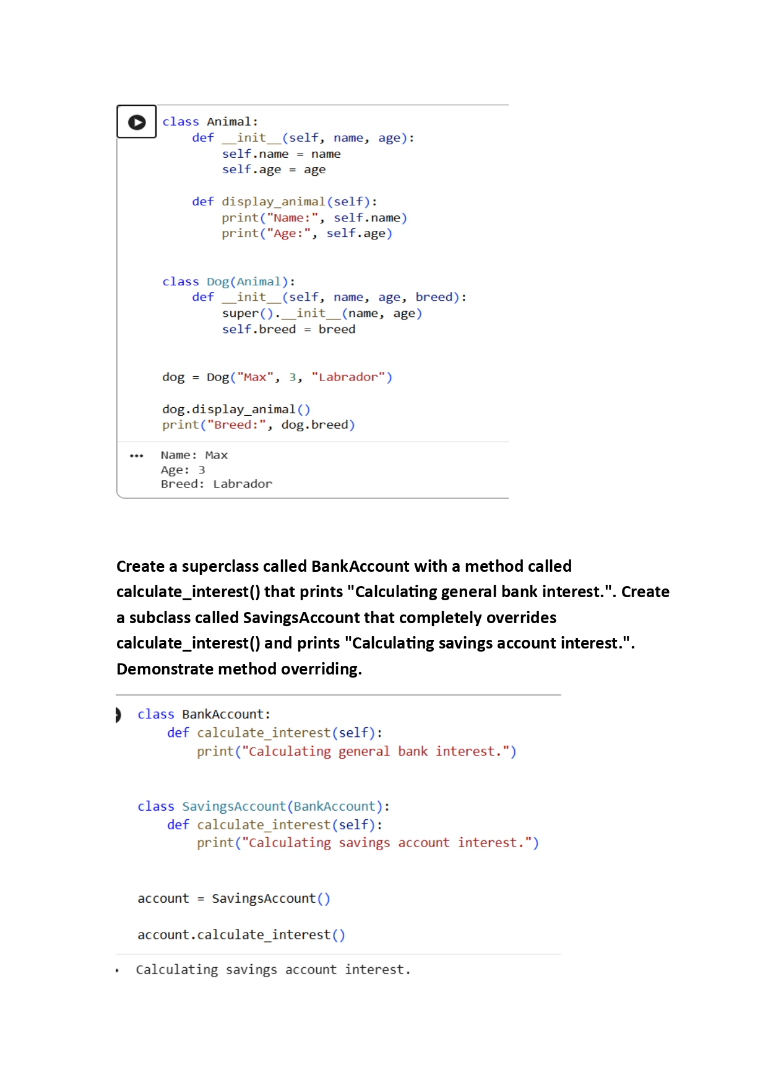 class Animal:
    def __init__(self, name, age):
        self.name = name
        self.age = age
    def display_animal(self):
        print("Name:", self.name)
        print("Age:", self.age)
class Dog(Animal):
    def __init__(self, name, age, breed):
        super().__init__(name, age)
        self.breed = breed
dog = Dog("Max", 3, "Labrador")
dog.display_animal()
print("Breed:", dog.breed)
Name: Max
Age: 3
Breed: Labrador
Create a superclass called BankAccount with a method called
calculate_interest() that prints "Calculating general bank interest.". Create
a subclass called SavingsAccount that completely overrides
calculate_interest() and prints "Calculating savings account interest.".
Demonstrate method overriding.
class BankAccount:
    def calculate_interest(self):
        print("Calculating general bank interest.")
class SavingsAccount(BankAccount):
    def calculate_interest(self):
        print("Calculating savings account interest.")
account = SavingsAccount()
account.calculate_interest()
Calculating savings account interest.